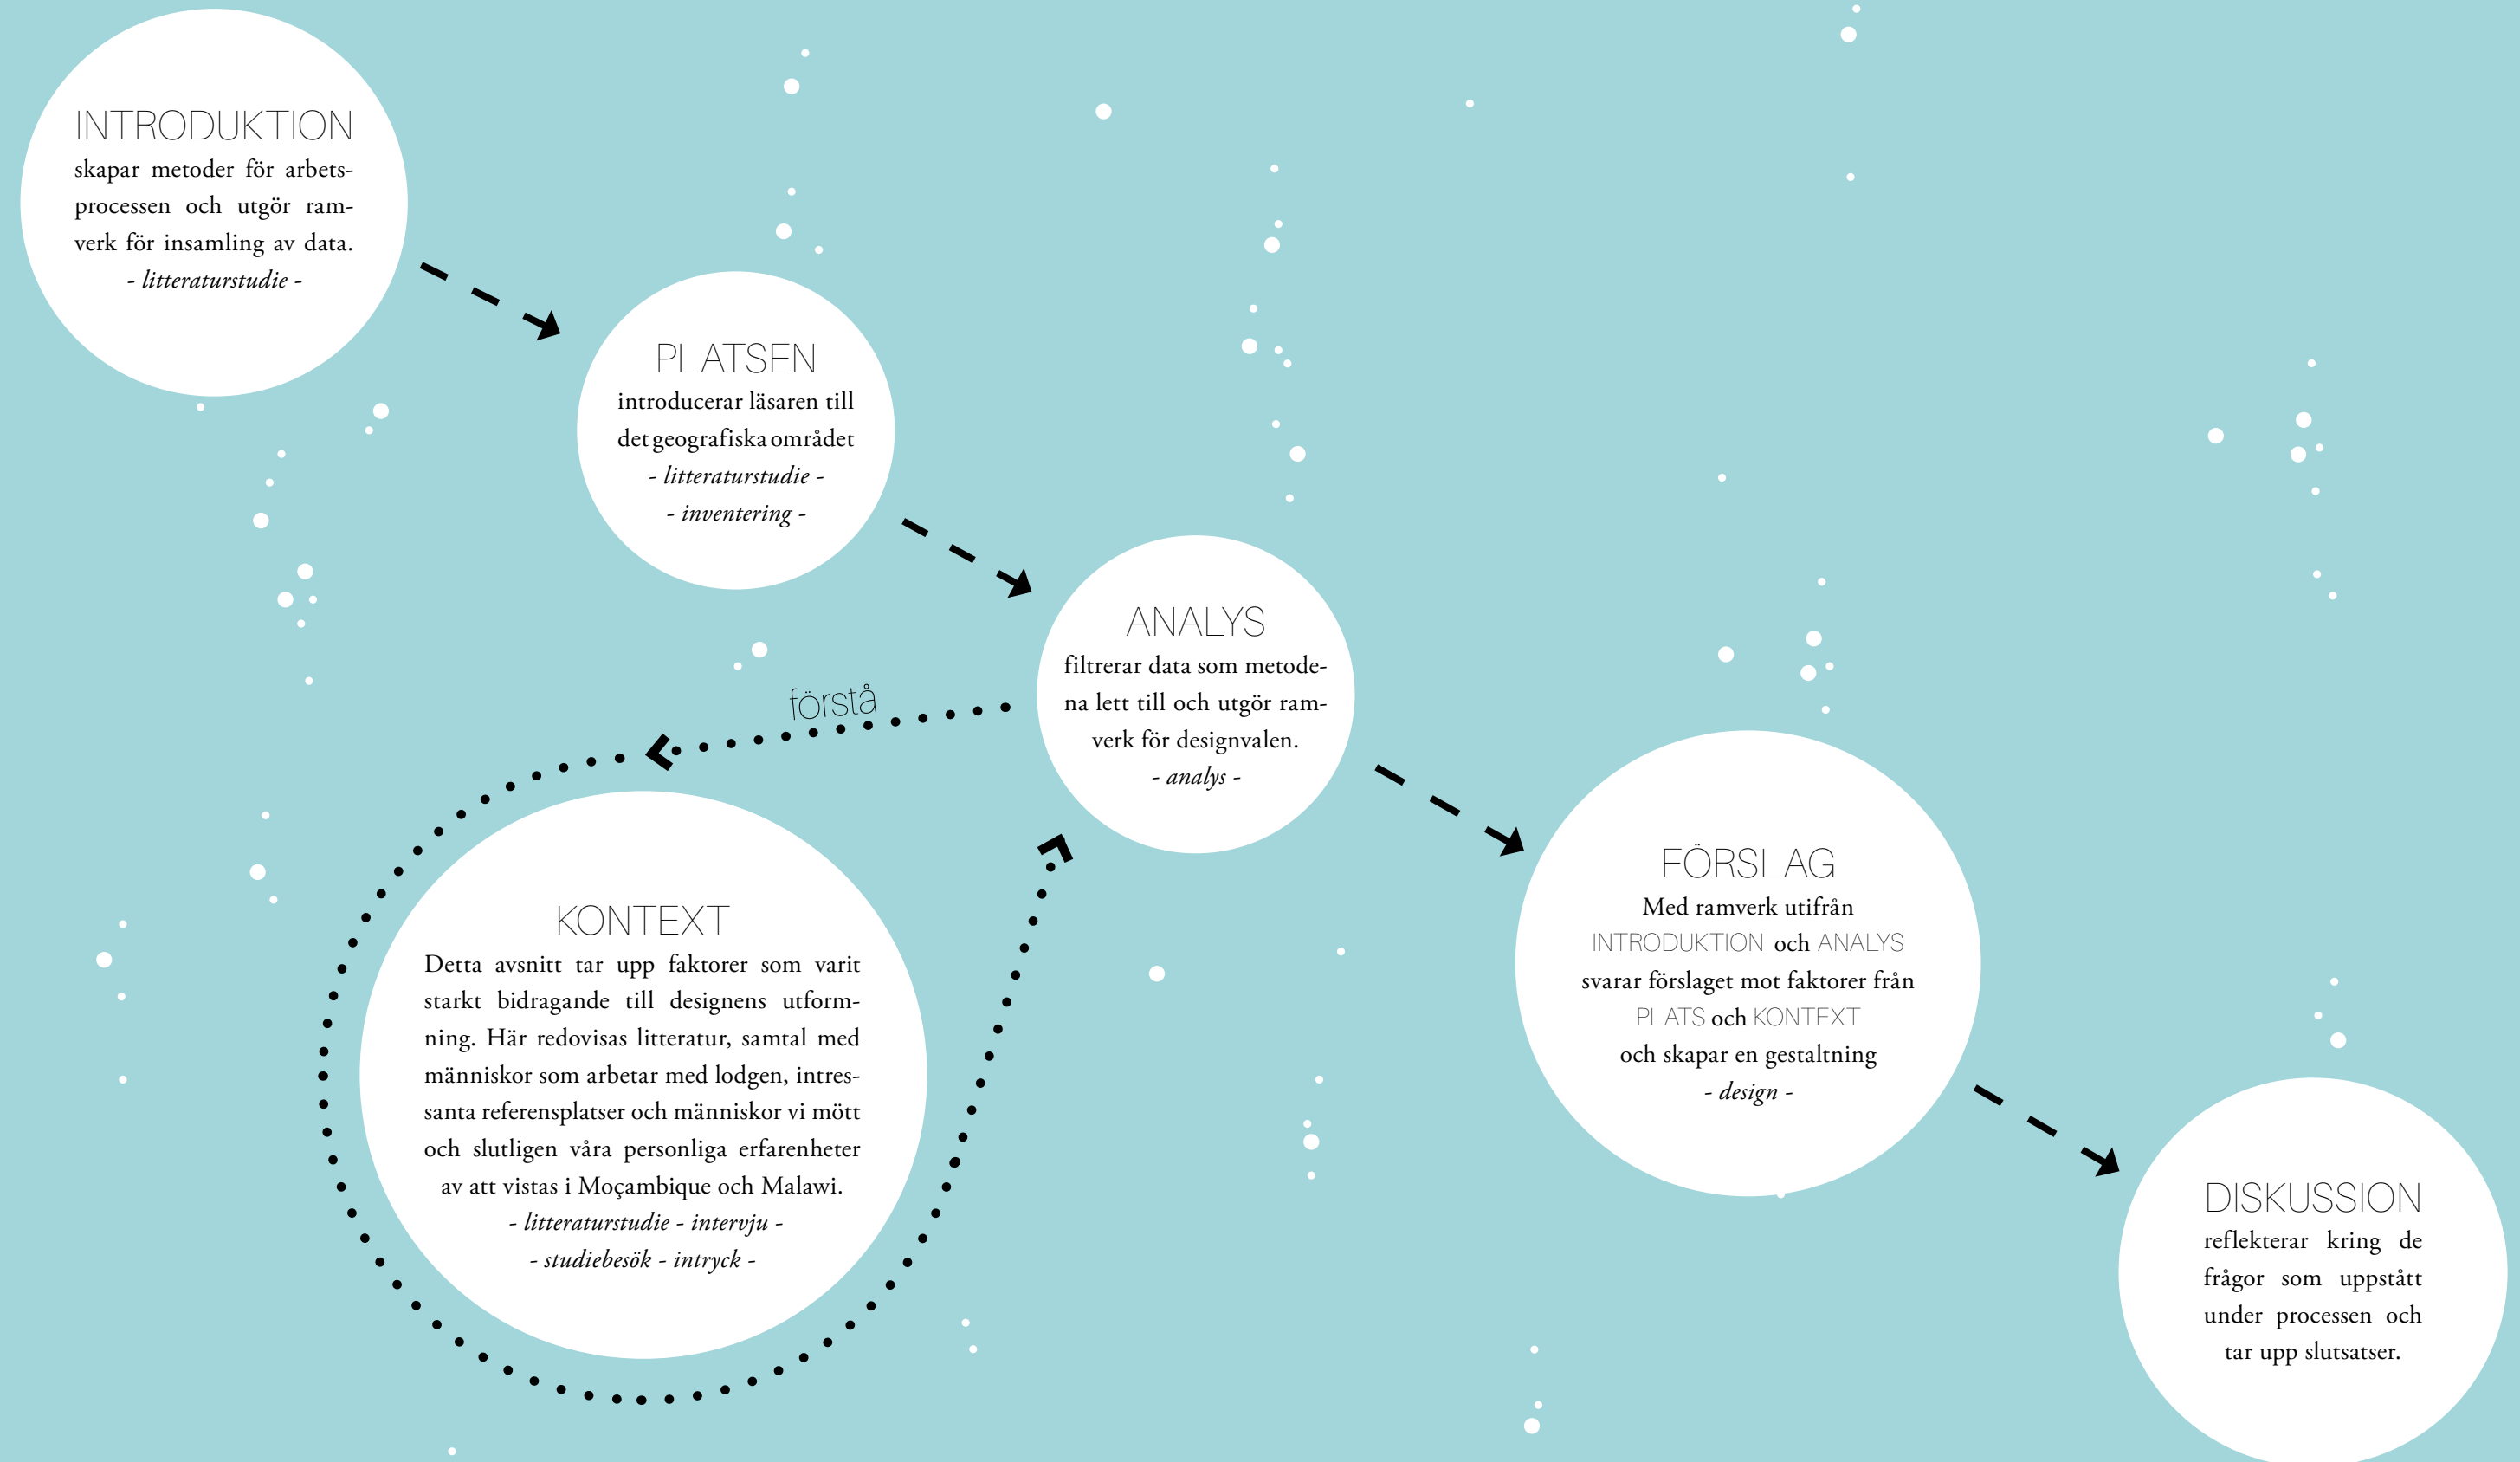 INTRODUKTION
skapar metoder för arbets-
processen och utgör ram-
verk för insamling av data.
- litteraturstudie -
PLATSEN
introducerar läsaren till
det geografiska området
- litteraturstudie -
- inventering -
ANALYS
filtrerar data som metode-
na lett till och utgör ram-
verk för designvalen.
- analys -
förstå
KONTEXT
Detta avsnitt tar upp faktorer som varit
starkt bidragande till designens utform-
ning. Här redovisas litteratur, samtal med
människor som arbetar med lodgen, intres-
santa referensplatser och människor vi mött
och slutligen våra personliga erfarenheter
av att vistas i Moçambique och Malawi.
- litteraturstudie - intervju -
- studiebesök - intryck -
FÖRSLAG
Med ramverk utifrån
INTRODUKTION och ANALYS
svarar förslaget mot faktorer från
PLATS och KONTEXT
och skapar en gestaltning
- design -
DISKUSSION
reflekterar kring de
frågor som uppstått
under processen och
tar upp slutsatser.